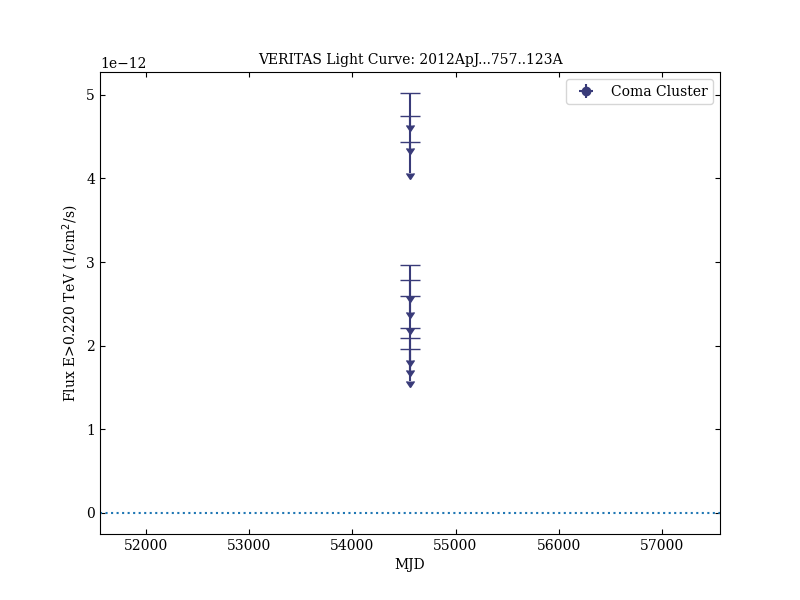 VERITAS Light Curve: 2012ApJ...757..123A
1e−12
Coma Cluster
5
4
3
2
1
0
Flux E>0.220 TeV (1/cm²/s)
52000 53000 54000 55000 56000 57000
MJD